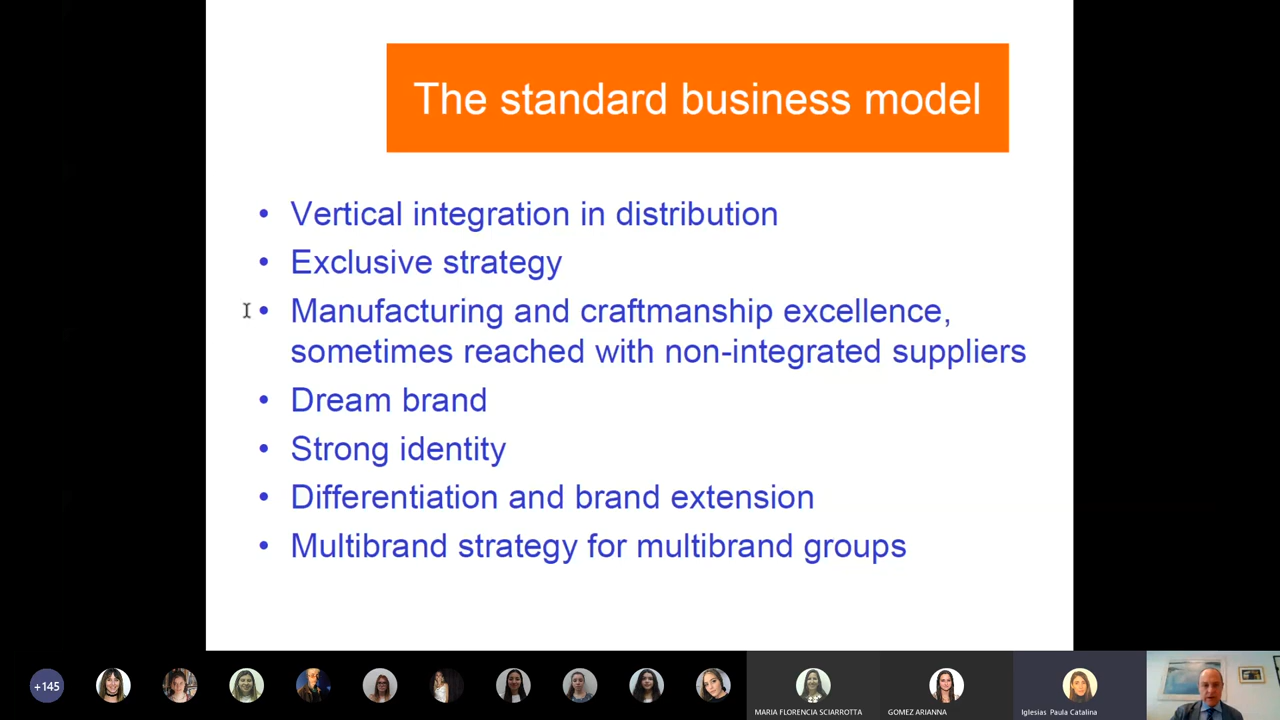 The standard business model
• Vertical integration in distribution
• Exclusive strategy
• Manufacturing and craftmanship excellence,
sometimes reached with non-integrated suppliers
• Dream brand
• Strong identity
• Differentiation and brand extension
• Multibrand strategy for multibrand groups
+145
MARIA FLORENCIA SCIARROTTA
GOMEZ ARIANNA
Iglesias Paula Catalina